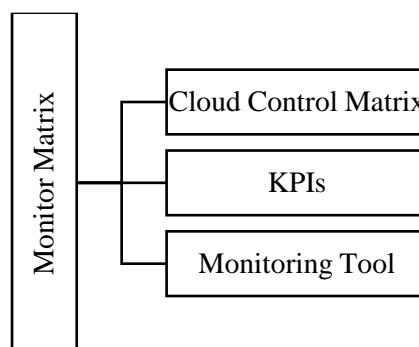 Monitor Matrix
Cloud Control Matrix
KPIs
Monitoring Tool